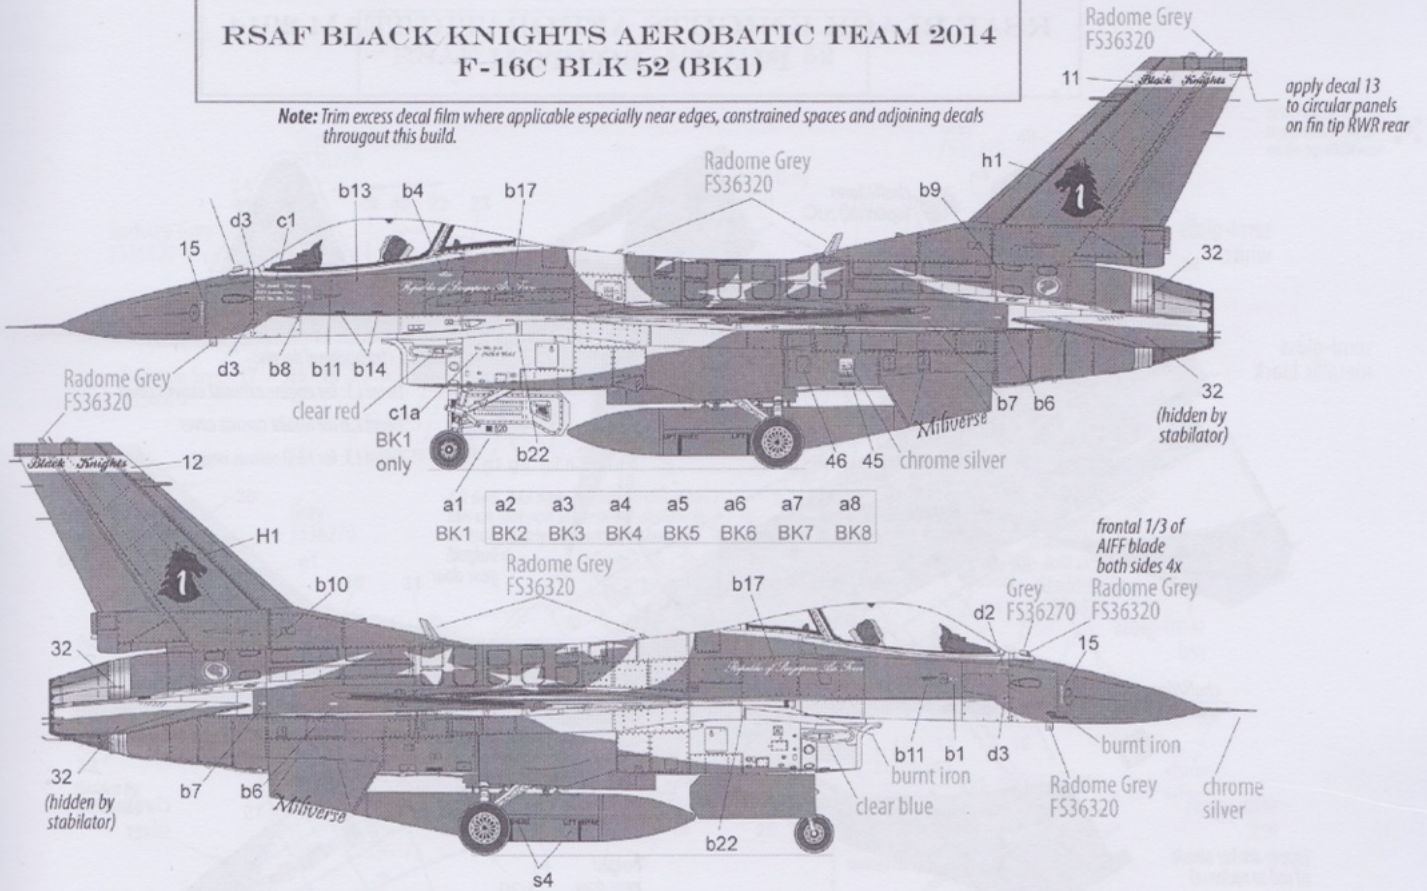 RSAF BLACK KNIGHTS AEROBATIC TEAM 2014
F-16C BLK 52 (BK1)
Note: Trim excess decal film where applicable especially near edges, constrained spaces and adjoining decals
througout this build.
Radome Grey
FS36320
11
Black Knights
apply decal 13
to circular panels
on fin tip RWR rear
Radome Grey
FS36320
h1
1
b13
b4
b17
b9
d3
c1
15
32
Republic of Singapore Air Force
d3
b8
b11
b14
Radome Grey
FS36320
clear red
c1a
BK1
only
b22
46
45
chrome silver
Miliverse
b7
b6
32
(hidden by
stabilator)
Black Knights
12
a1
a2
a3
a4
a5
a6
a7
a8
BK1
BK2
BK3
BK4
BK5
BK6
BK7
BK8
H1
1
b10
Radome Grey
FS36320
b17
frontal 1/3 of
AIFF blade
both sides 4x
d2
Grey
FS36270
Radome Grey
FS36320
15
32
Republic of Singapore Air Force
b11
b1
d3
burnt iron
burnt iron
32
(hidden by
stabilator)
b7
b6
Miliverse
clear blue
Radome Grey
FS36320
chrome
silver
b22
s4